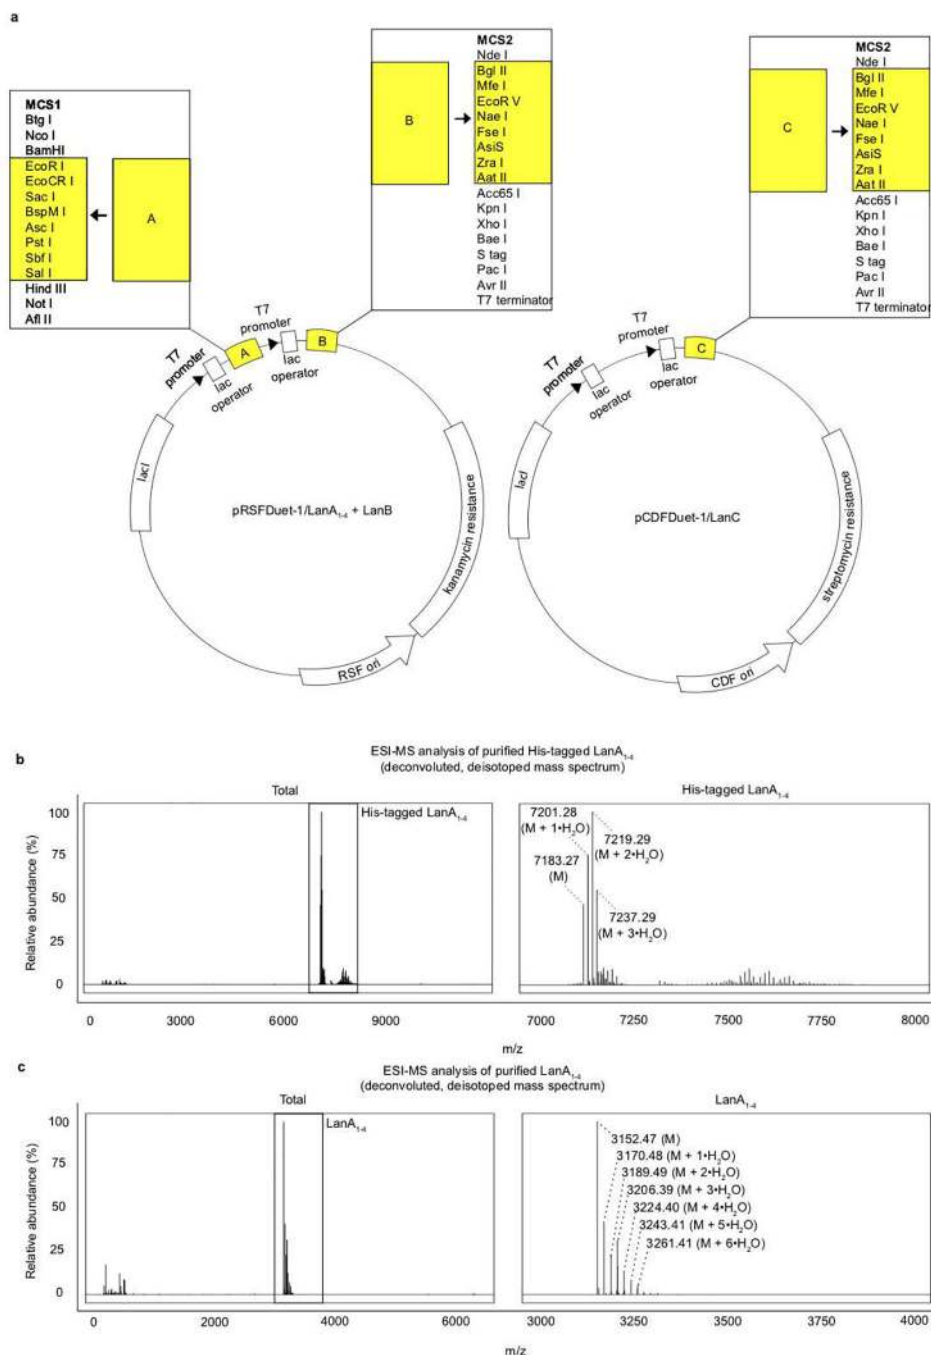 a
MCS1
Btg I
Nco I
BamHI
EcoR I
EcoCR I
Sac I
BspM I
Asc I
Pst I
Sbf I
Sal I
Hind III
Not I
Afl II
A
B
MCS2
Nde I
Bgl II
Mfe I
EcoR V
Nae I
Fse I
AsiS
Zra I
Aat II
Acc65 I
Kpn I
Xho I
Bae I
S tag
Pac I
Avr II
T7 terminator
C
MCS2
Nde I
Bgl II
Mfe I
EcoR V
Nae I
Fse I
AsiS
Zra I
Aat II
Acc65 I
Kpn I
Xho I
Bae I
S tag
Pac I
Avr II
T7 terminator
T7
promoter
lac
operator
A
T7
promoter
lac
operator
B
lacI
pRSFDuet-1/LanA1-4 + LanB
kanamycin resistance
RSF ori
T7
promoter
lac
operator
T7
promoter
lac
operator
C
lacI
pCDFDuet-1/LanC
streptomycin resistance
CDF ori
b
ESI-MS analysis of purified His-tagged LanA1-4
(deconvoluted, deisotoped mass spectrum)
Total
His-tagged LanA1-4
Relative abundance (%)
100
75
50
25
0
His-tagged LanA1-4
0 3000 6000 9000
7201.28
(M + 1•H2O)
7183.27
(M)
7219.29
(M + 2•H2O)
7237.29
(M + 3•H2O)
7000 7250 7500 7750 8000
m/z
c
ESI-MS analysis of purified LanA1-4
(deconvoluted, deisotoped mass spectrum)
Total
LanA1-4
Relative abundance (%)
100
75
50
25
0
LanA1-4
0 2000 4000 6000
3152.47 (M)
3170.48 (M + 1•H2O)
3189.49 (M + 2•H2O)
3206.39 (M + 3•H2O)
3224.40 (M + 4•H2O)
3243.41 (M + 5•H2O)
3261.41 (M + 6•H2O)
3000 3250 3500 3750 4000
m/z